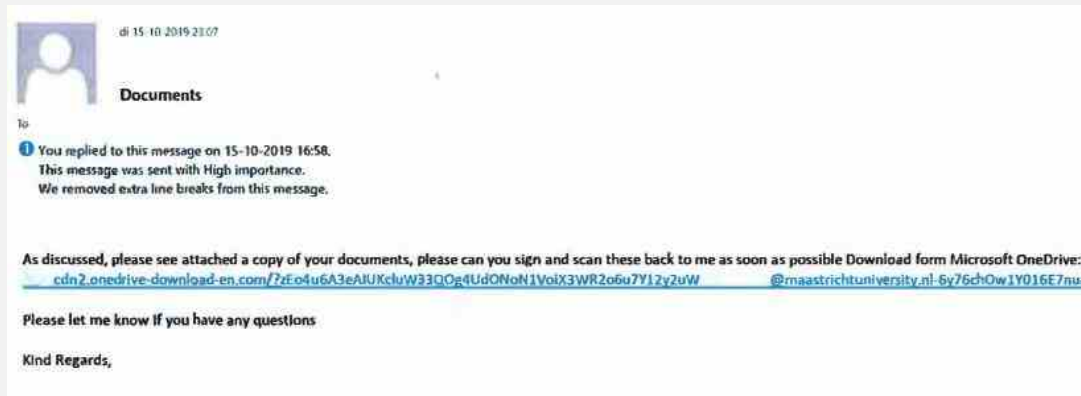 di 15-10-2019 21:07
Documents
To
You replied to this message on 15-10-2019 16:58.
This message was sent with High importance.
We removed extra line breaks from this message.
As discussed, please see attached a copy of your documents, please can you sign and scan these back to me as soon as possible Download form Microsoft OneDrive:
cdn2.onedrive-download-en.com/?zEo4u6A3eAIUKcluW33QOg4UdONoN1VoiX3WR2o6u7Y12y2uW @maastrichtuniversity.nl-6y76chOw1Y016E7nu
Please let me know If you have any questions
Kind Regards,